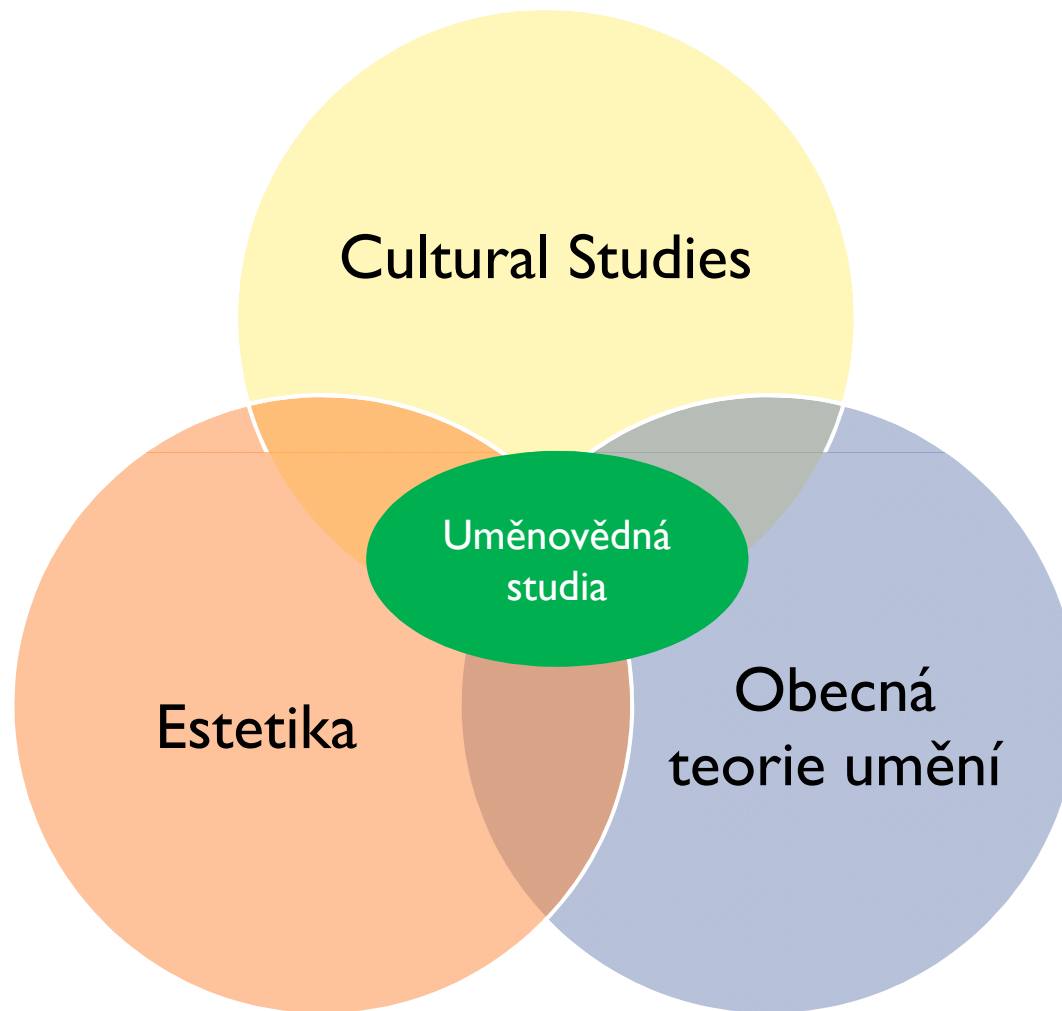 Cultural Studies
Uměnovědná
studia
Estetika
Obecná
teorie umění